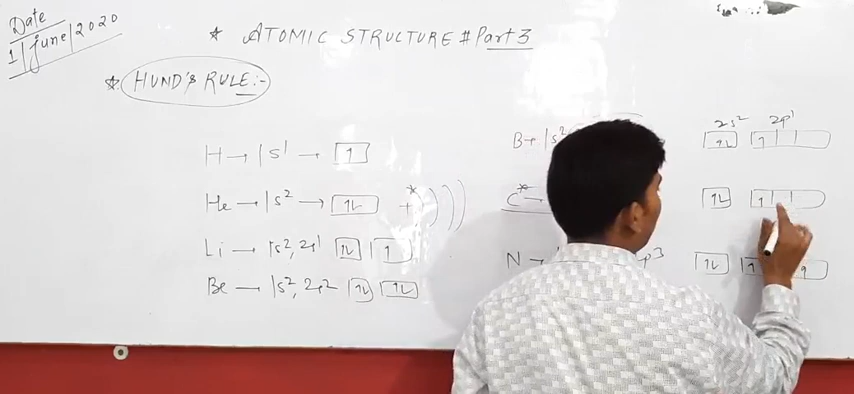 Date
1/June/2020
* ATOMIC STRUCTURE # Part 3
* HUND'S RULE:-
H → 1s¹ → ↑
He → 1s² → ↑↓ +*)))
Li → 1s², 2s¹ ↑↓ ↑
Be → 1s², 2s² ↑↓ ↑↓
B → 1s²
2s² 2p¹
↑↓ ↑
C* →
↑↓ ↑
N →
p³
↑↓ ↑ ↑